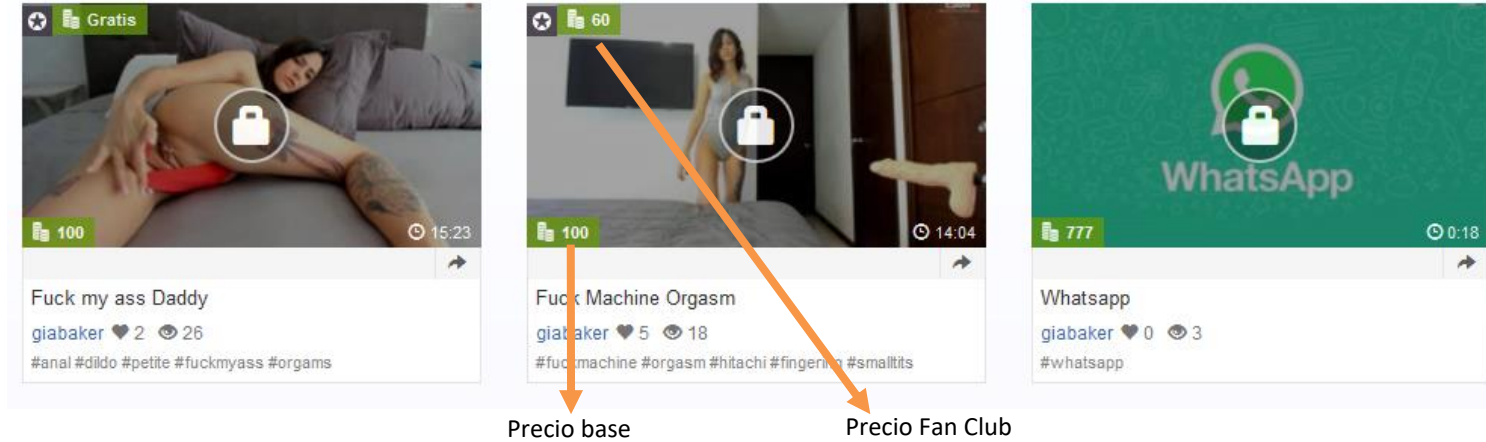 Gratis
100
15:23
Fuck my ass Daddy
giabaker 2 26
#anal #dildo #petite #fuckmyass #orgams
60
100
14:04
Fuck Machine Orgasm
giabaker 5 18
#fuckmachine #orgasm #hitachi #fingering #smalltits
WhatsApp
777
0:18
Whatsapp
giabaker 0 3
#whatsapp
Precio base
Precio Fan Club